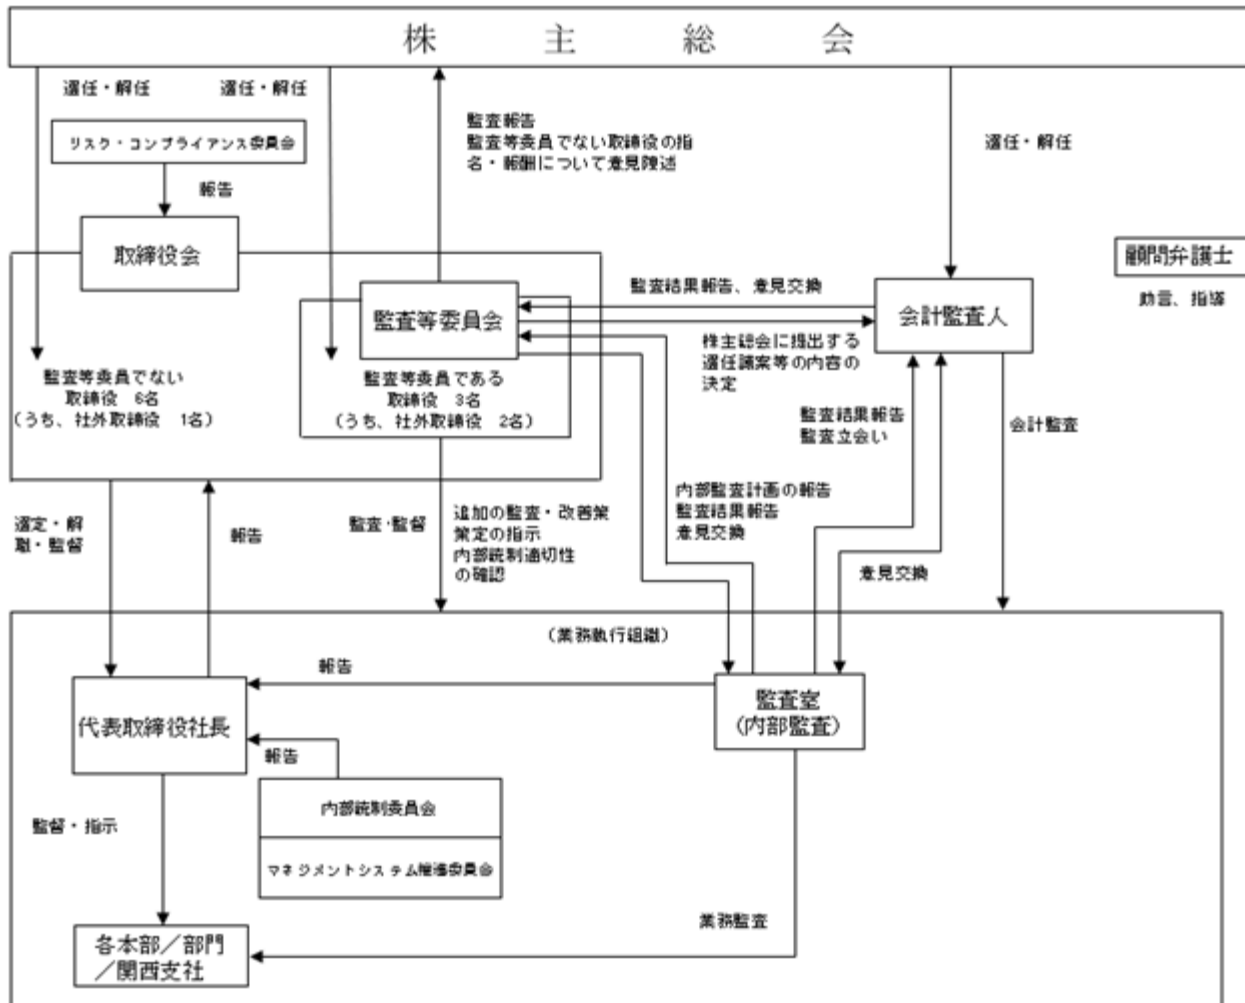 株主総会
選任・解任
選任・解任
監査報告
監査等委員でない取締役の指
名・報酬について意見陳述
選任・解任
リスク・コンプライアンス委員会
報告
取締役会
顧問弁護士
助言、指導
監査等委員会
監査結果報告、意見交換
会計監査人
株主総会に提出する
選任議案等の内容の
決定
監査等委員でない
取締役 6名
（うち、社外取締役 1名）
監査等委員である
取締役 3名
（うち、社外取締役 2名）
監査結果報告
監査立会い
会計監査
内部監査計画の報告
監査結果報告
意見交換
選定・解
職・監督
報告
監査・監督
追加の監査・改善策
策定の指示
内部統制適切性
の確認
意見交換
（業務執行組織）
報告
代表取締役社長
監査室
（内部監査）
報告
内部統制委員会
マネジメントシステム推進委員会
監督・指示
業務監査
各本部／部門
／関西支社